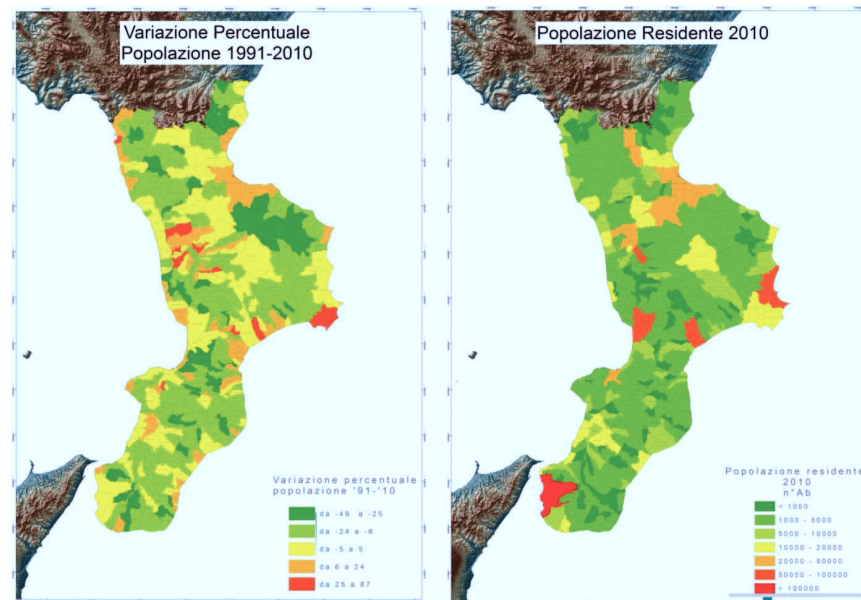 Variazione Percentuale
Popolazione 1991-2010
Variazione percentuale
popolazione '91-'10
da -49 a -25
da -24 a -6
da -5 a 5
da 6 a 24
da 25 a 87
Popolazione Residente 2010
Popolazione residente
2010
n°Ab
< 1000
1000 - 5000
5000 - 10000
10000 - 20000
20000 - 50000
50000 - 100000
> 100000